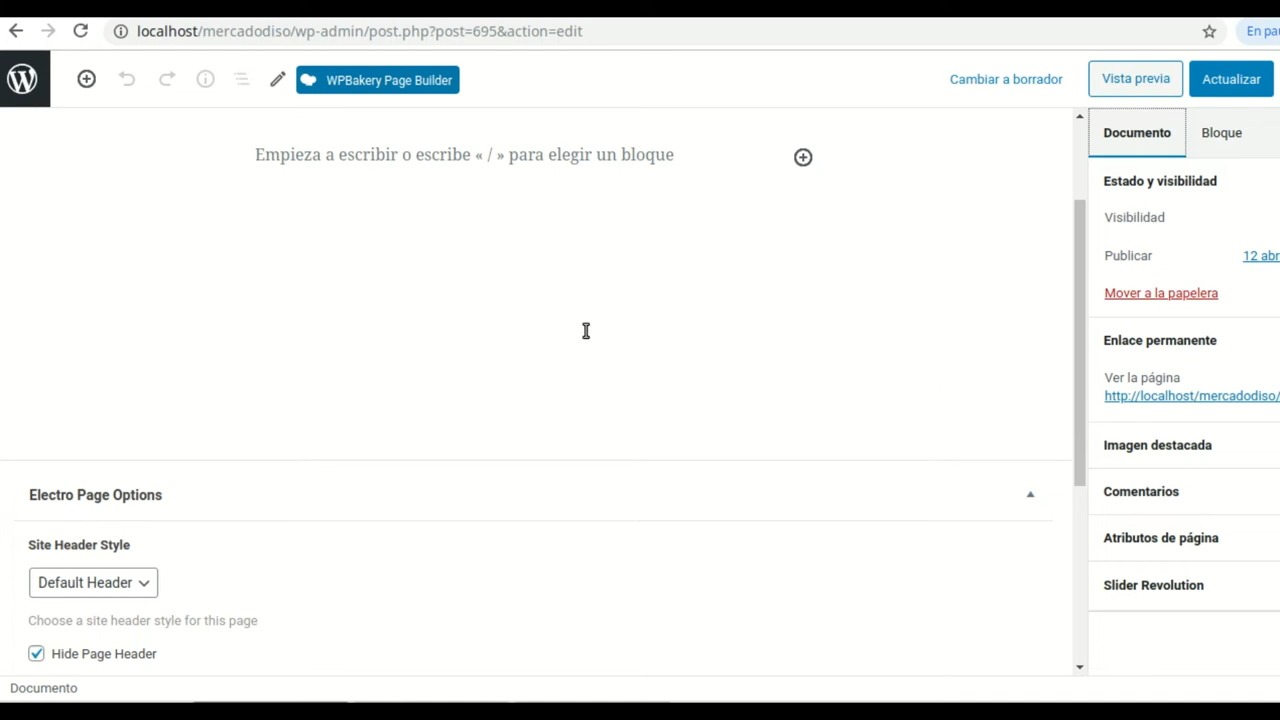 localhost/mercadodiso/wp-admin/post.php?post=695&action=edit
En pau
WPBakery Page Builder
Cambiar a borrador
Vista previa
Actualizar
Empieza a escribir o escribe « / » para elegir un bloque
Documento
Bloque
Estado y visibilidad
Visibilidad
Publicar
12 abr
Mover a la papelera
Enlace permanente
Ver la página
http://localhost/mercadodiso/
Imagen destacada
Comentarios
Atributos de página
Slider Revolution
Electro Page Options
Site Header Style
Default Header
Choose a site header style for this page
Hide Page Header
Documento